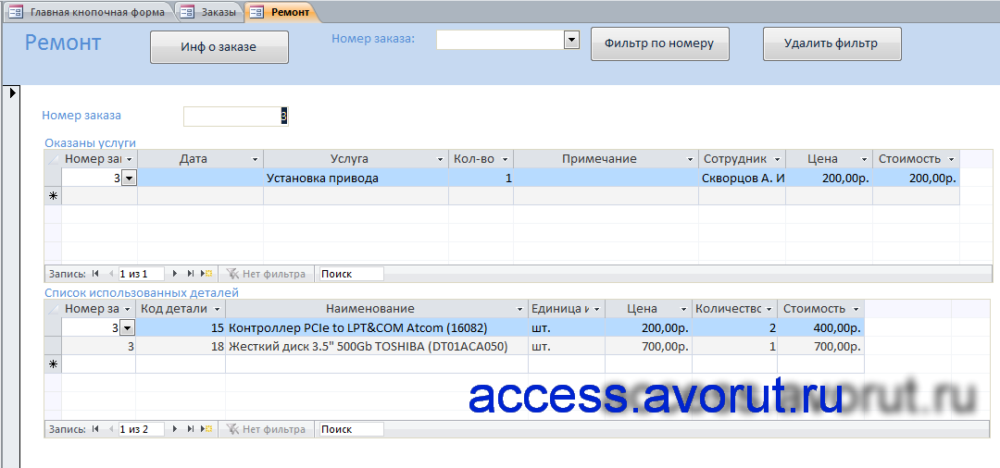 Главная кнопочная форма Заказы Ремонт
Ремонт Инф о заказе Номер заказа: Фильтр по номеру Удалить фильтр
Номер заказа 3
Оказаны услуги
Номер зак Дата Услуга Кол-во Примечание Сотрудник Цена Стоимость
3 Установка привода 1 Скворцов А. И 200,00р. 200,00р.
Запись: 1 из 1 Нет фильтра Поиск
Список использованных деталей
Номер за Код детали Наименование Единица и Цена Количество Стоимость
3 15 Контроллер PCIe to LPT&COM Atcom (16082) шт. 200,00р. 2 400,00р.
3 18 Жесткий диск 3.5" 500Gb TOSHIBA (DT01ACA050) шт. 700,00р. 1 700,00р.
access.avorut.ru
Запись: 1 из 2 Нет фильтра Поиск